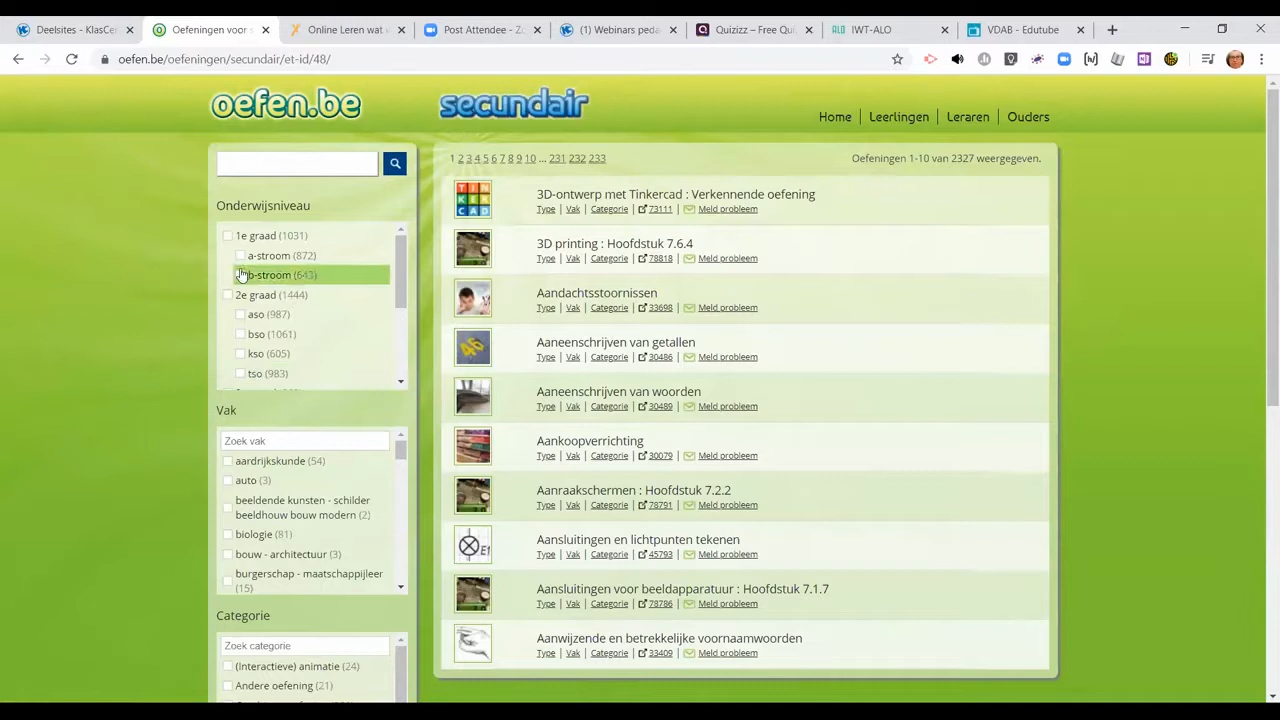 Deelsites - KlasCe
Oefeningen voor s
Online Leren wat
Post Attendee - Z
(1) Webinars peda
Quizizz – Free Qu
IWT-ALO
VDAB - Edutube
oefen.be/oefeningen/secundair/et-id/48/
oefen.be
secundair
Home | Leerlingen | Leraren | Ouders
1 2 3 4 5 6 7 8 9 10 ... 231 232 233
Oefeningen 1-10 van 2327 weergegeven.
Onderwijsniveau
1e graad (1031)
a-stroom (872)
b-stroom (643)
2e graad (1444)
aso (987)
bso (1061)
kso (605)
tso (983)
Vak
Zoek vak
aardrijkskunde (54)
auto (3)
beeldende kunsten - schilder
beeldhouw bouw modern (2)
biologie (81)
bouw - architectuur (3)
burgerschap - maatschappijleer
(15)
Categorie
Zoek categorie
(Interactieve) animatie (24)
Andere oefening (21)
TIN
KER
CAD
3D-ontwerp met Tinkercad : Verkennende oefening
Type | Vak | Categorie | 73111 | Meld probleem
3D printing : Hoofdstuk 7.6.4
Type | Vak | Categorie | 78818 | Meld probleem
Aandachtsstoornissen
Type | Vak | Categorie | 33698 | Meld probleem
Aaneenschrijven van getallen
Type | Vak | Categorie | 30486 | Meld probleem
Aaneenschrijven van woorden
Type | Vak | Categorie | 30489 | Meld probleem
Aankoopverrichting
Type | Vak | Categorie | 30079 | Meld probleem
Aanraakschermen : Hoofdstuk 7.2.2
Type | Vak | Categorie | 78791 | Meld probleem
Aansluitingen en lichtpunten tekenen
Type | Vak | Categorie | 45793 | Meld probleem
Aansluitingen voor beeldapparatuur : Hoofdstuk 7.1.7
Type | Vak | Categorie | 78786 | Meld probleem
Aanwijzende en betrekkelijke voornaamwoorden
Type | Vak | Categorie | 33409 | Meld probleem